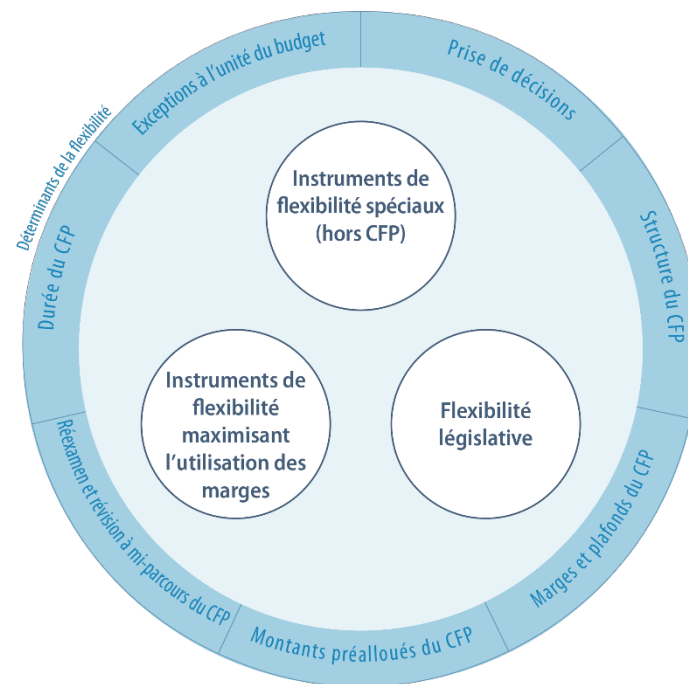 Déterminants de la flexibilité
Exceptions à l'unité du budget
Prise de décisions
Structure du CFP
Marges et plafonds du CFP
Montants préalloués du CFP
Réexamen et révision à mi-parcours du CFP
Durée du CFP
Instruments de
flexibilité spéciaux
(hors CFP)
Instruments de
flexibilité
maximisant
l'utilisation des
marges
Flexibilité
législative